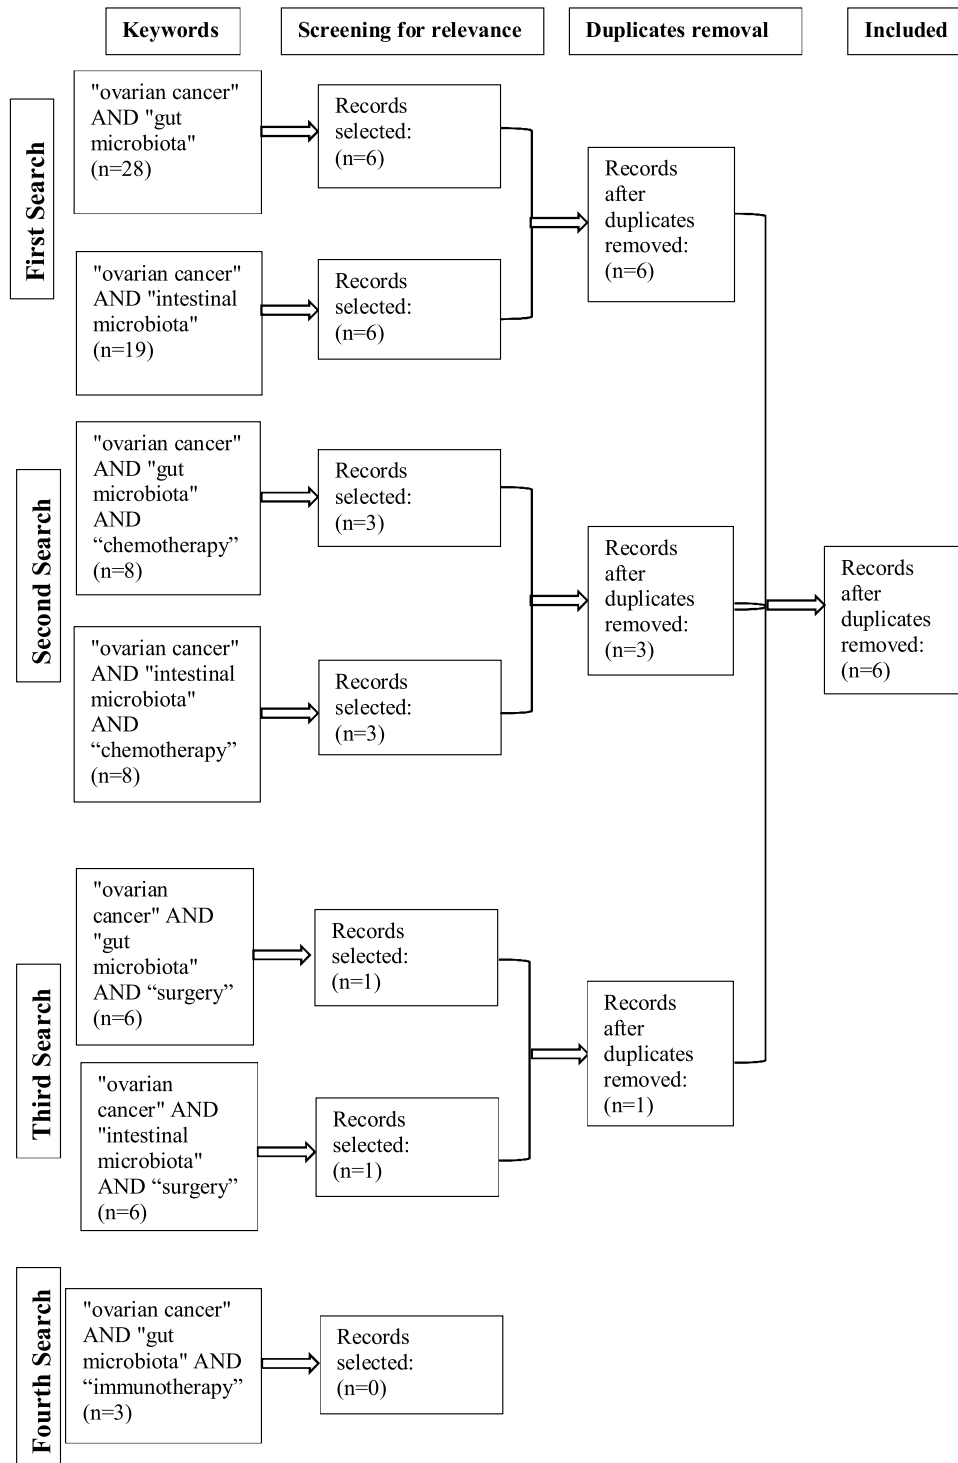 Keywords
Screening for relevance
Duplicates removal
Included
First Search
"ovarian cancer"
AND "gut
microbiota"
(n=28)
Records
selected:
(n=6)
"ovarian cancer"
AND "intestinal
microbiota"
(n=19)
Records
selected:
(n=6)
Records
after
duplicates
removed:
(n=6)
Second Search
"ovarian cancer"
AND "gut
microbiota"
AND
“chemotherapy”
(n=8)
Records
selected:
(n=3)
"ovarian cancer"
AND "intestinal
microbiota"
AND
“chemotherapy”
(n=8)
Records
selected:
(n=3)
Records
after
duplicates
removed:
(n=3)
Records
after
duplicates
removed:
(n=6)
Third Search
"ovarian
cancer" AND
"gut
microbiota"
AND “surgery”
(n=6)
Records
selected:
(n=1)
"ovarian
cancer" AND
"intestinal
microbiota"
AND “surgery”
(n=6)
Records
selected:
(n=1)
Records
after
duplicates
removed:
(n=1)
Fourth Search
"ovarian cancer"
AND "gut
microbiota" AND
“immunotherapy”
(n=3)
Records
selected:
(n=0)